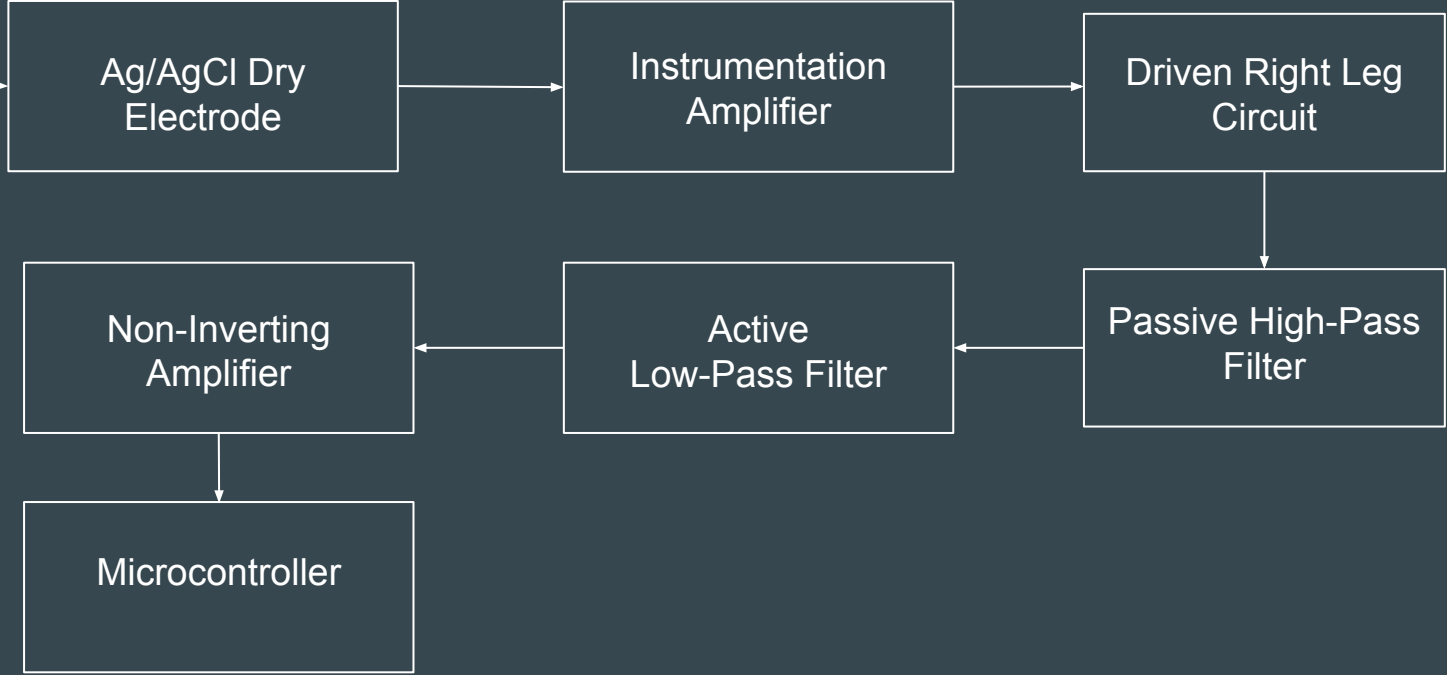 Ag/AgCl Dry
Electrode
Instrumentation
Amplifier
Driven Right Leg
Circuit
Passive High-Pass
Filter
Active
Low-Pass Filter
Non-Inverting
Amplifier
Microcontroller